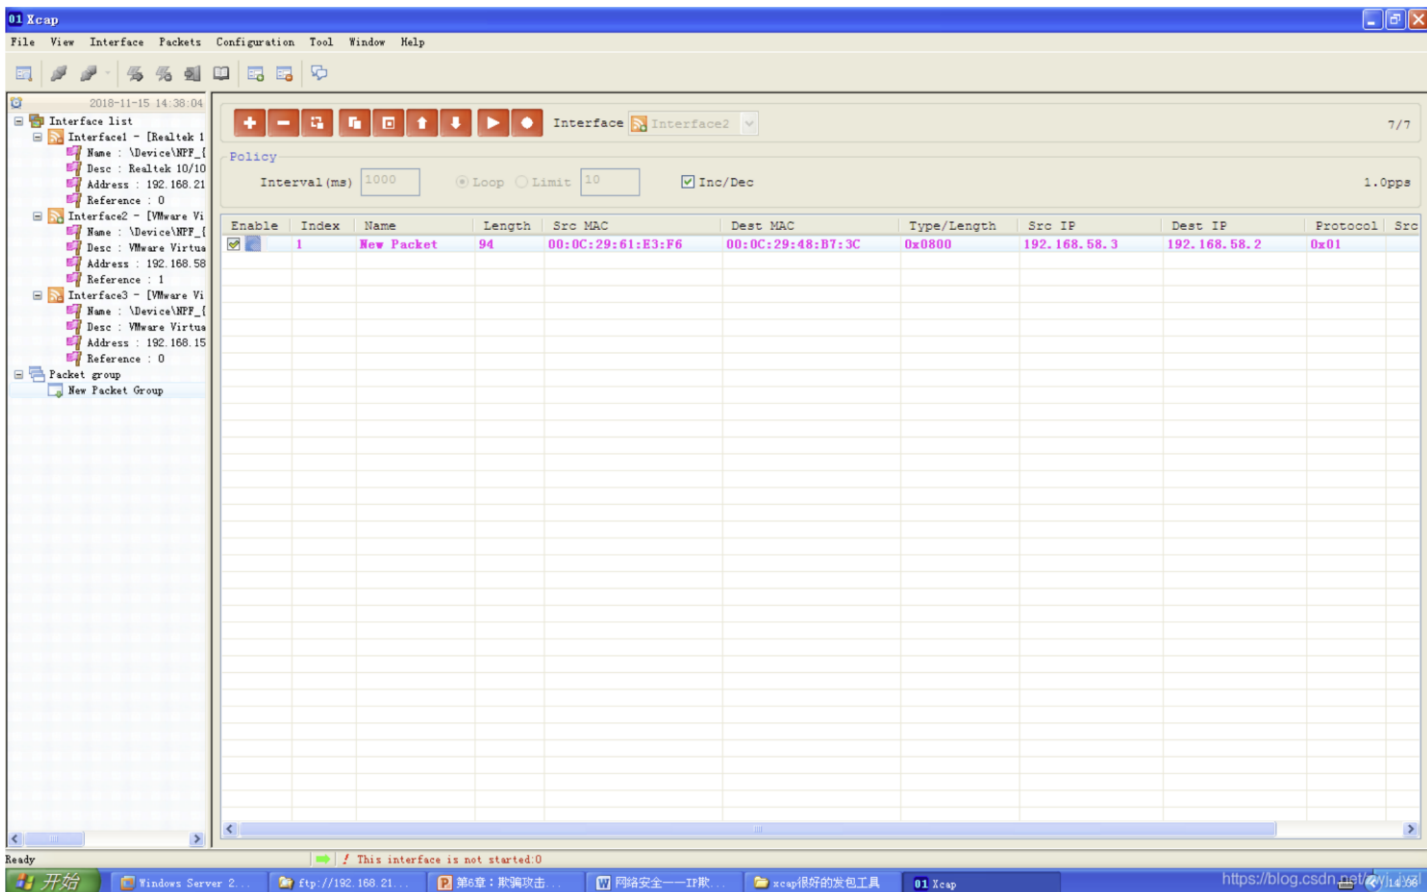 01 Xcap
File View Interface Packets Configuration Tool Window Help
2018-11-15 14:38:04
Interface list
Interface1 - [Realtek 1
Name : \Device\NPF_{
Desc : Realtek 10/10
Address : 192.168.21
Reference : 0
Interface2 - [VMware Vi
Name : \Device\NPF_{
Desc : VMware Virtua
Address : 192.168.58
Reference : 1
Interface3 - [VMware Vi
Name : \Device\NPF_{
Desc : VMware Virtua
Address : 192.168.15
Reference : 0
Packet group
New Packet Group
Interface Interface2 7/7
Policy
Interval(ms) 1000 Loop Limit 10 Inc/Dec 1.0pps
Enable Index Name Length Src MAC Dest MAC Type/Length Src IP Dest IP Protocol Src
1 New Packet 94 00:0C:29:61:E3:F6 00:0C:29:48:B7:3C 0x0800 192.168.58.3 192.168.58.2 0x01
Ready ! This interface is not started:0
开始 Windows Server 2... ftp://192.168.21... 第6章：欺骗攻击... 网络安全——IP欺... xcap很好的发包工具 01 Xcap